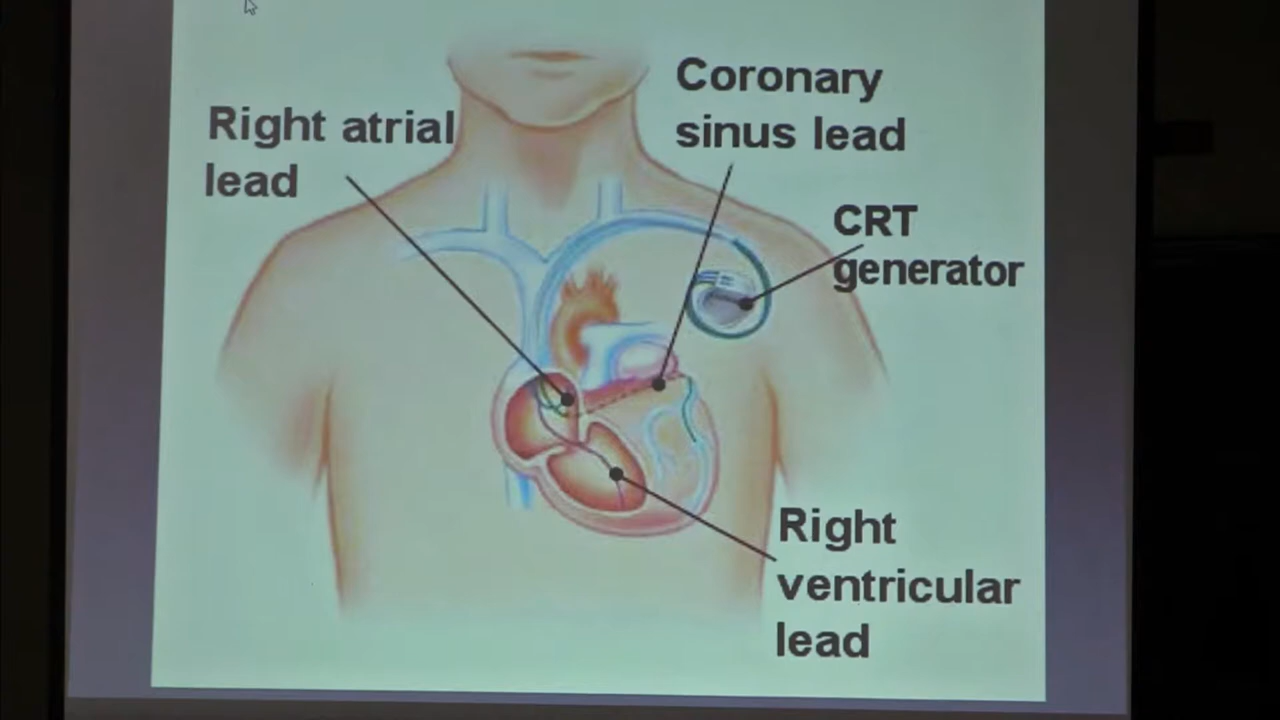 Right atrial
lead
Coronary
sinus lead
CRT
generator
Right
ventricular
lead